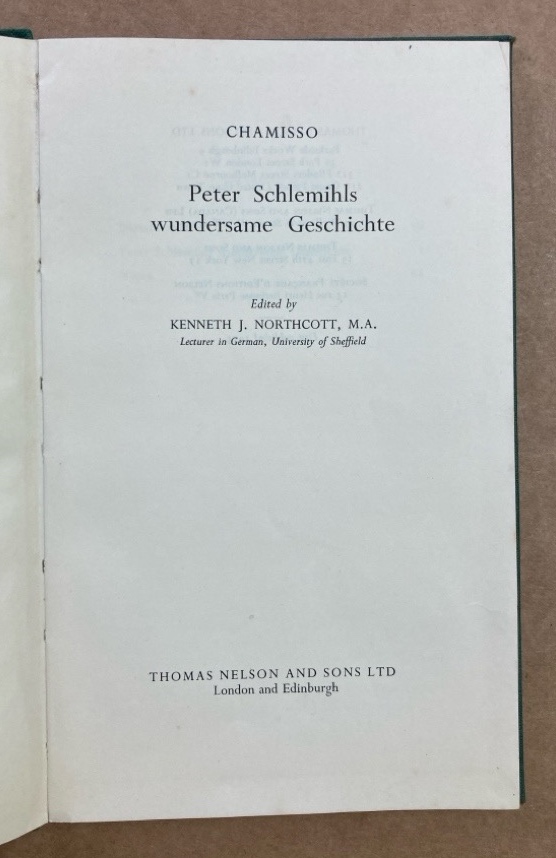 CHAMISSO
Peter Schlemihls
wundersame Geschichte
Edited by
KENNETH J. NORTHCOTT, M.A.
Lecturer in German, University of Sheffield
THOMAS NELSON AND SONS LTD
London and Edinburgh